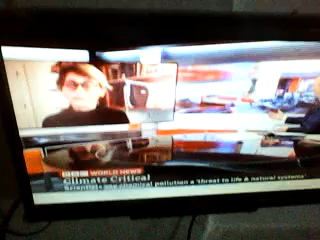 BBC WORLD NEWS
Climate Critical
Scientists say chemical pollution a 'threat to life & natural systems'